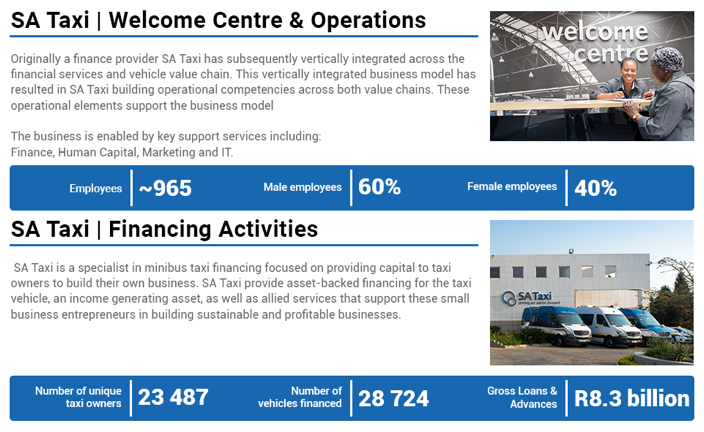 SA Taxi | Welcome Centre & Operations
welcome
centre
Originally a finance provider SA Taxi has subsequently vertically integrated across the
financial services and vehicle value chain. This vertically integrated business model has
resulted in SA Taxi building operational competencies across both value chains. These
operational elements support the business model
The business is enabled by key support services including:
Finance, Human Capital, Marketing and IT.
Employees ~965 Male employees 60% Female employees 40%
SA Taxi | Financing Activities
SA Taxi is a specialist in minibus taxi financing focused on providing capital to taxi
owners to build their own business. SA Taxi provide asset-backed financing for the taxi
vehicle, an income generating asset, as well as allied services that support these small
business entrepreneurs in building sustainable and profitable businesses.
SA Taxi
driving our nation forward
Number of unique
taxi owners
23 487
Number of
vehicles financed
28 724
Gross Loans &
Advances
R8.3 billion